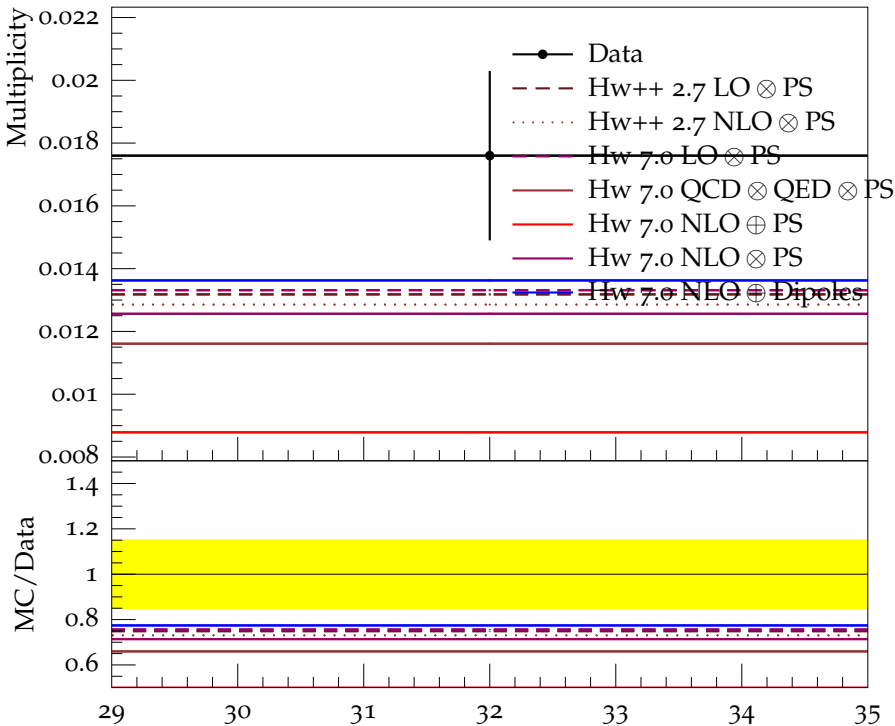 Multiplicity
0.022
0.02
0.018
0.016
0.014
0.012
0.01
0.008
Data
Hw++ 2.7 LO ⊗ PS
Hw++ 2.7 NLO ⊗ PS
Hw 7.0 LO ⊗ PS
Hw 7.0 QCD ⊗ QED ⊗ PS
Hw 7.0 NLO ⊕ PS
Hw 7.0 NLO ⊗ PS
Hw 7.0 NLO ⊕ Dipoles
MC/Data
1.4
1.2
1
0.8
0.6
29 30 31 32 33 34 35